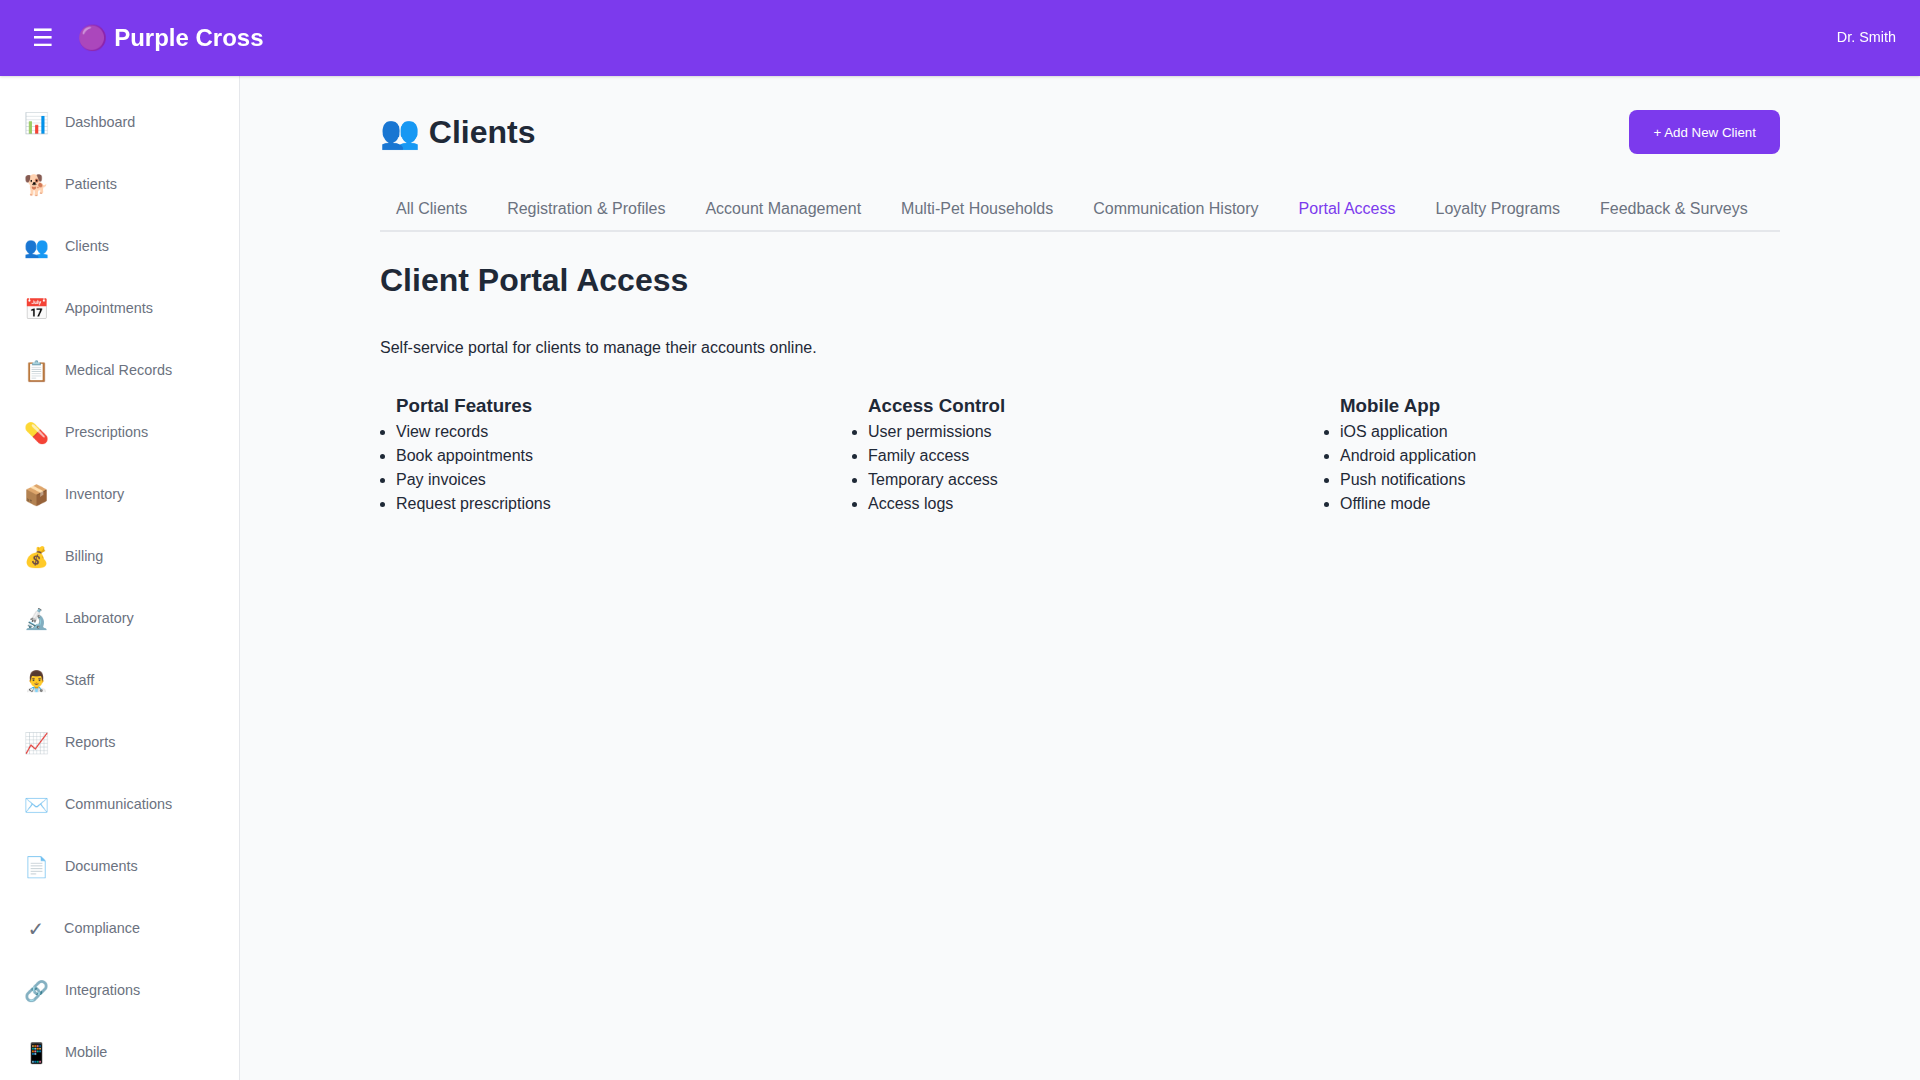 ☰ Purple Cross
Dr. Smith
Dashboard
Patients
Clients
Appointments
Medical Records
Prescriptions
Inventory
Billing
Laboratory
Staff
Reports
Communications
Documents
Compliance
Integrations
Mobile
Clients
+ Add New Client
All Clients Registration & Profiles Account Management Multi-Pet Households Communication History Portal Access Loyalty Programs Feedback & Surveys
Client Portal Access
Self-service portal for clients to manage their accounts online.
Portal Features
• View records
• Book appointments
• Pay invoices
• Request prescriptions
Access Control
• User permissions
• Family access
• Temporary access
• Access logs
Mobile App
• iOS application
• Android application
• Push notifications
• Offline mode